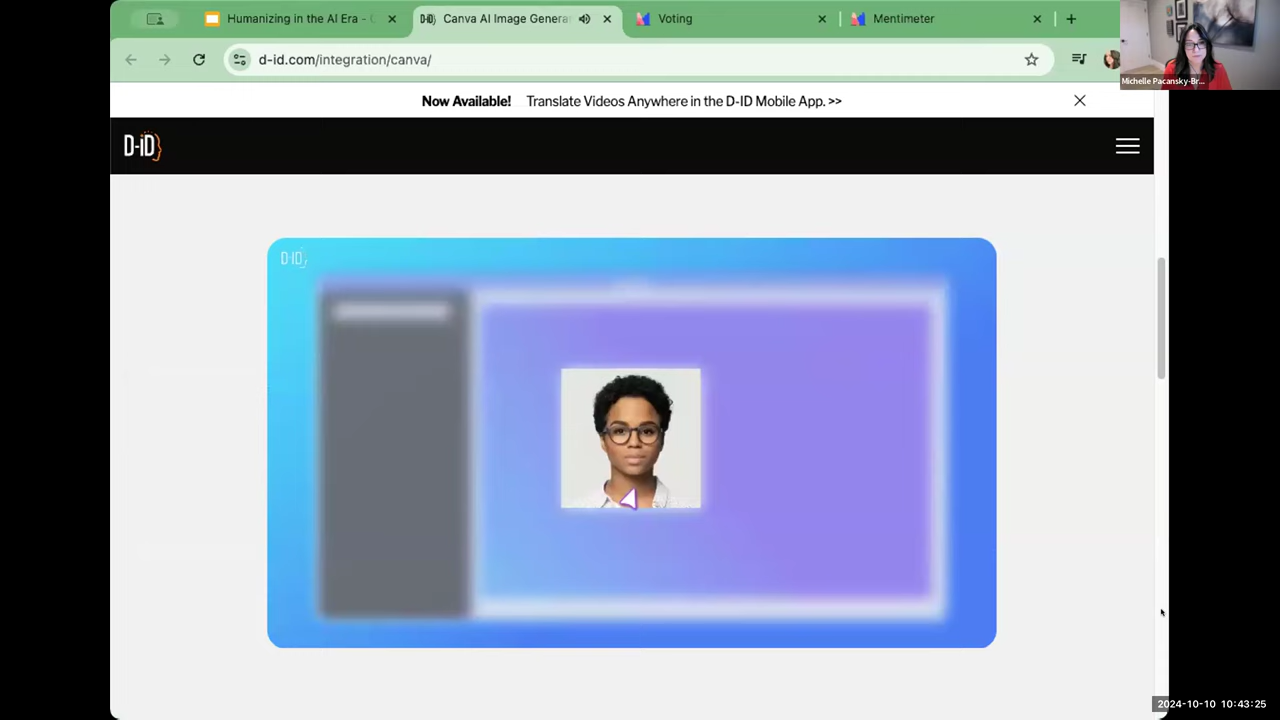 Humanizing in the AI Era -
Canva AI Image Genera
Voting
Mentimeter
d-id.com/integration/canva/
Michelle Pacansky-Br...
Now Available! Translate Videos Anywhere in the D-ID Mobile App. >>
D-iD
D-iD
2024-10-10 10:43:25